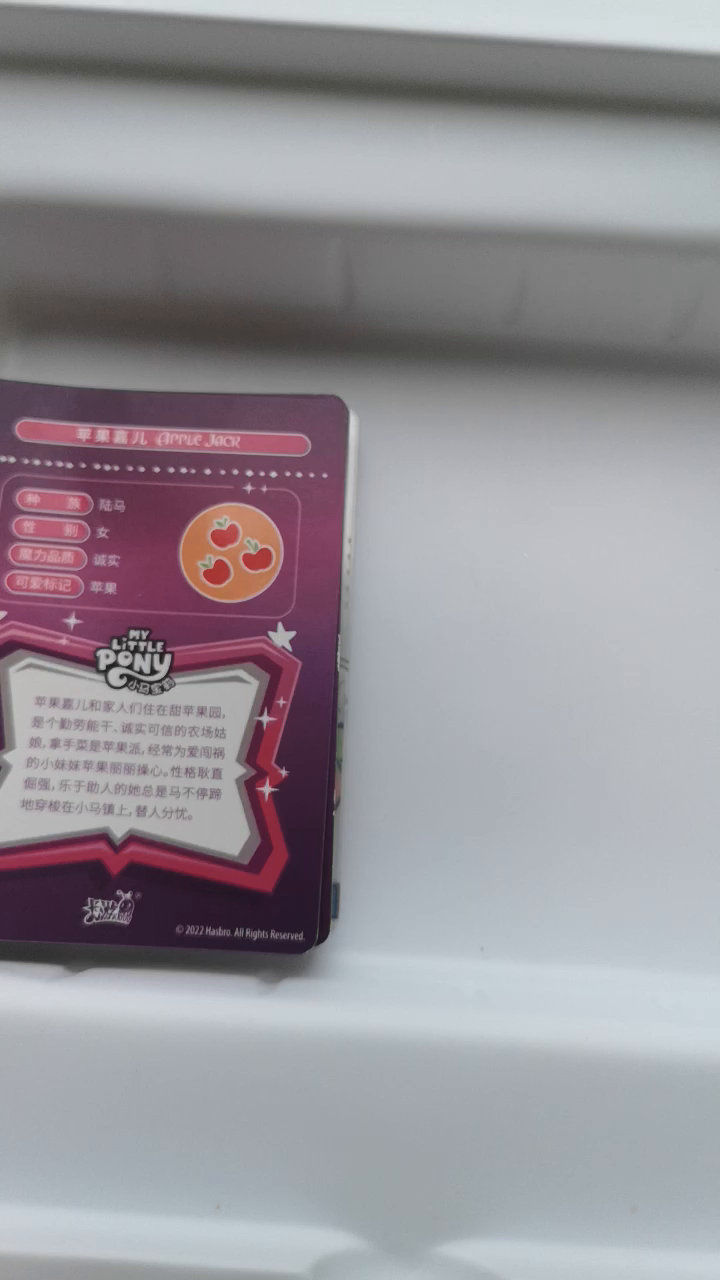 苹果嘉儿 APPLE JACK
种 族 陆马
性 别 女
魔力品质 诚实
可爱标记 苹果
MY
LITTLE
PONY
小马宝莉
苹果嘉儿和家人们住在甜苹果园,
是个勤劳能干、诚实可信的农场姑
娘,拿手菜是苹果派,经常为爱闯祸
的小妹妹苹果丽丽操心。性格耿直
倔强,乐于助人的她总是马不停蹄
地穿梭在小马镇上,替人分忧。
卡游
© 2022 Hasbro. All Rights Reserved.